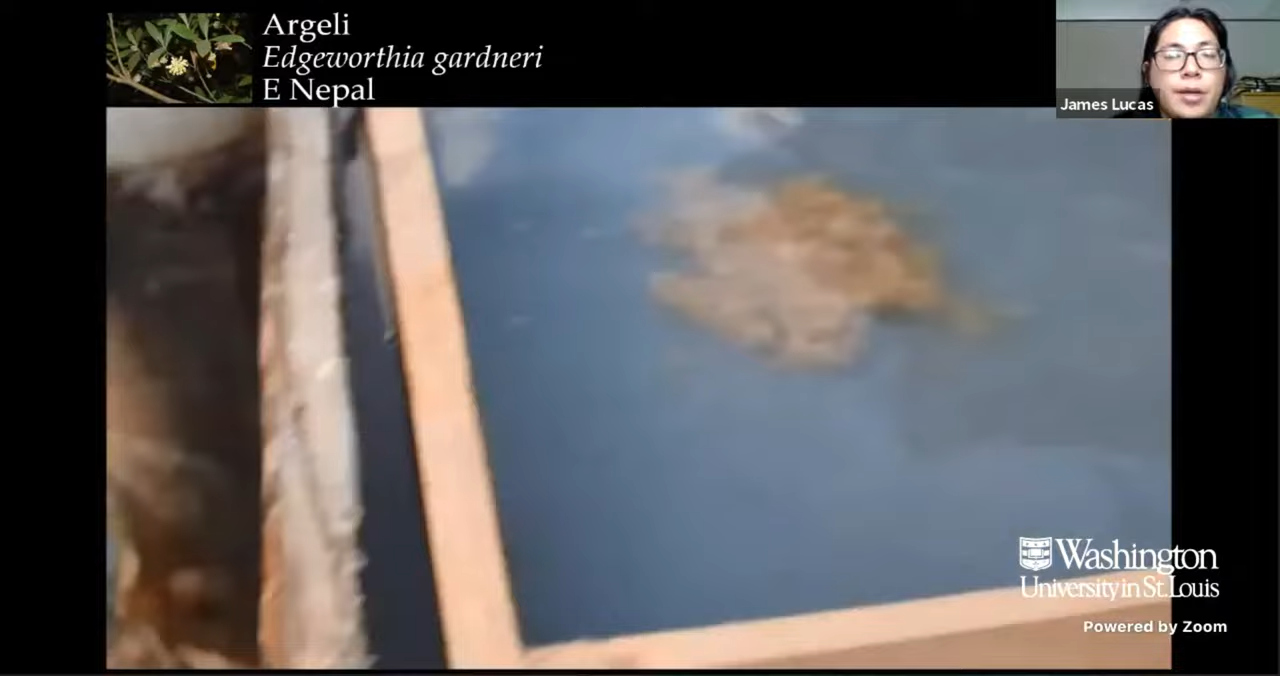 Argeli
Edgeworthia gardneri
E Nepal
James Lucas
Washington
University in St. Louis
Powered by Zoom